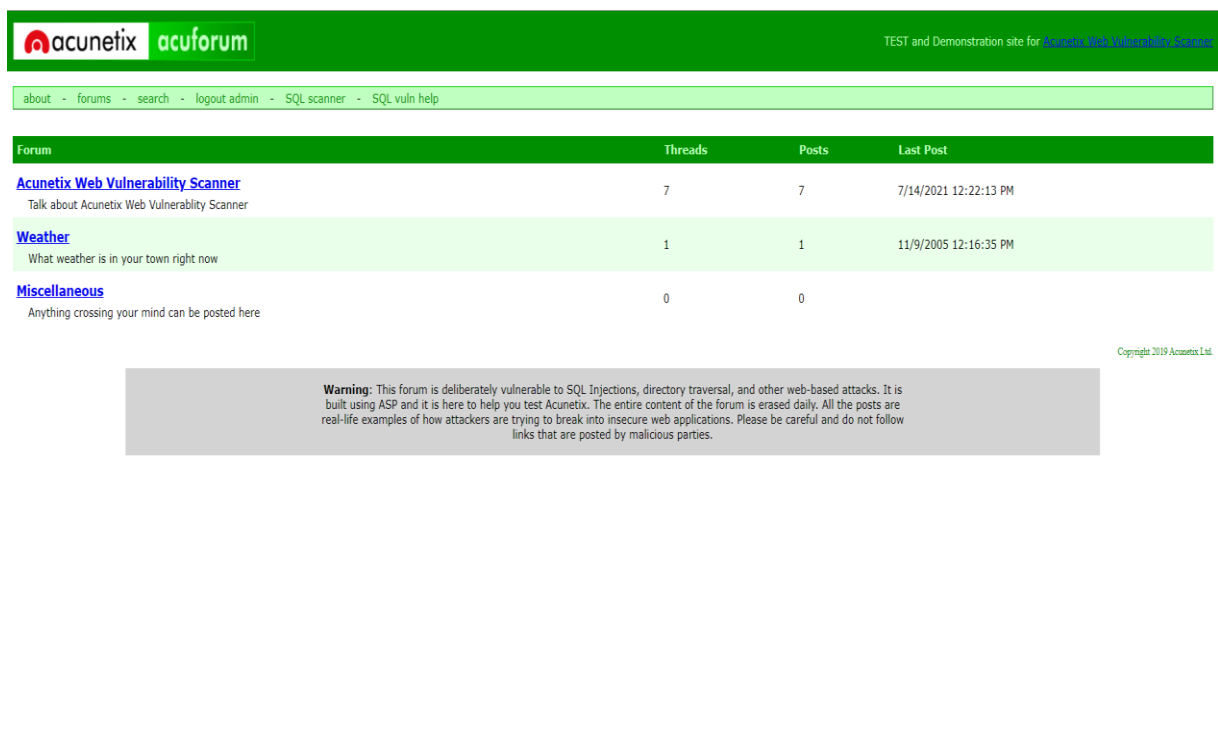 acunetix acuforum
TEST and Demonstration site for Acunetix Web Vulnerability Scanner
about - forums - search - logout admin - SQL scanner - SQL vuln help
Forum Threads Posts Last Post
Acunetix Web Vulnerability Scanner
Talk about Acunetix Web Vulnerablity Scanner
7 7 7/14/2021 12:22:13 PM
Weather
What weather is in your town right now
1 1 11/9/2005 12:16:35 PM
Miscellaneous
Anything crossing your mind can be posted here
0 0
Copyright 2019 Acunetix Ltd.
Warning: This forum is deliberately vulnerable to SQL Injections, directory traversal, and other web-based attacks. It is
built using ASP and it is here to help you test Acunetix. The entire content of the forum is erased daily. All the posts are
real-life examples of how attackers are trying to break into insecure web applications. Please be careful and do not follow
links that are posted by malicious parties.